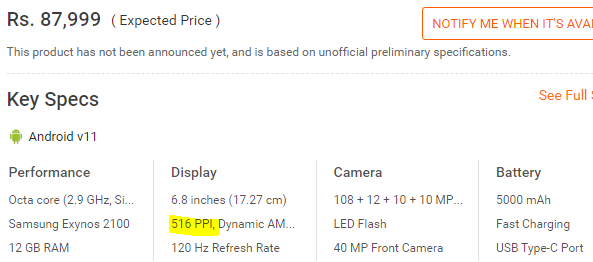 Rs. 87,999 ( Expected Price )
NOTIFY ME WHEN IT'S AVAI
This product has not been announced yet, and is based on unofficial preliminary specifications.
Key Specs
See Full S
Android v11
Performance
Octa core (2.9 GHz, Si...
Samsung Exynos 2100
12 GB RAM
Display
6.8 inches (17.27 cm)
516 PPI, Dynamic AM...
120 Hz Refresh Rate
Camera
108 + 12 + 10 + 10 MP...
LED Flash
40 MP Front Camera
Battery
5000 mAh
Fast Charging
USB Type-C Port